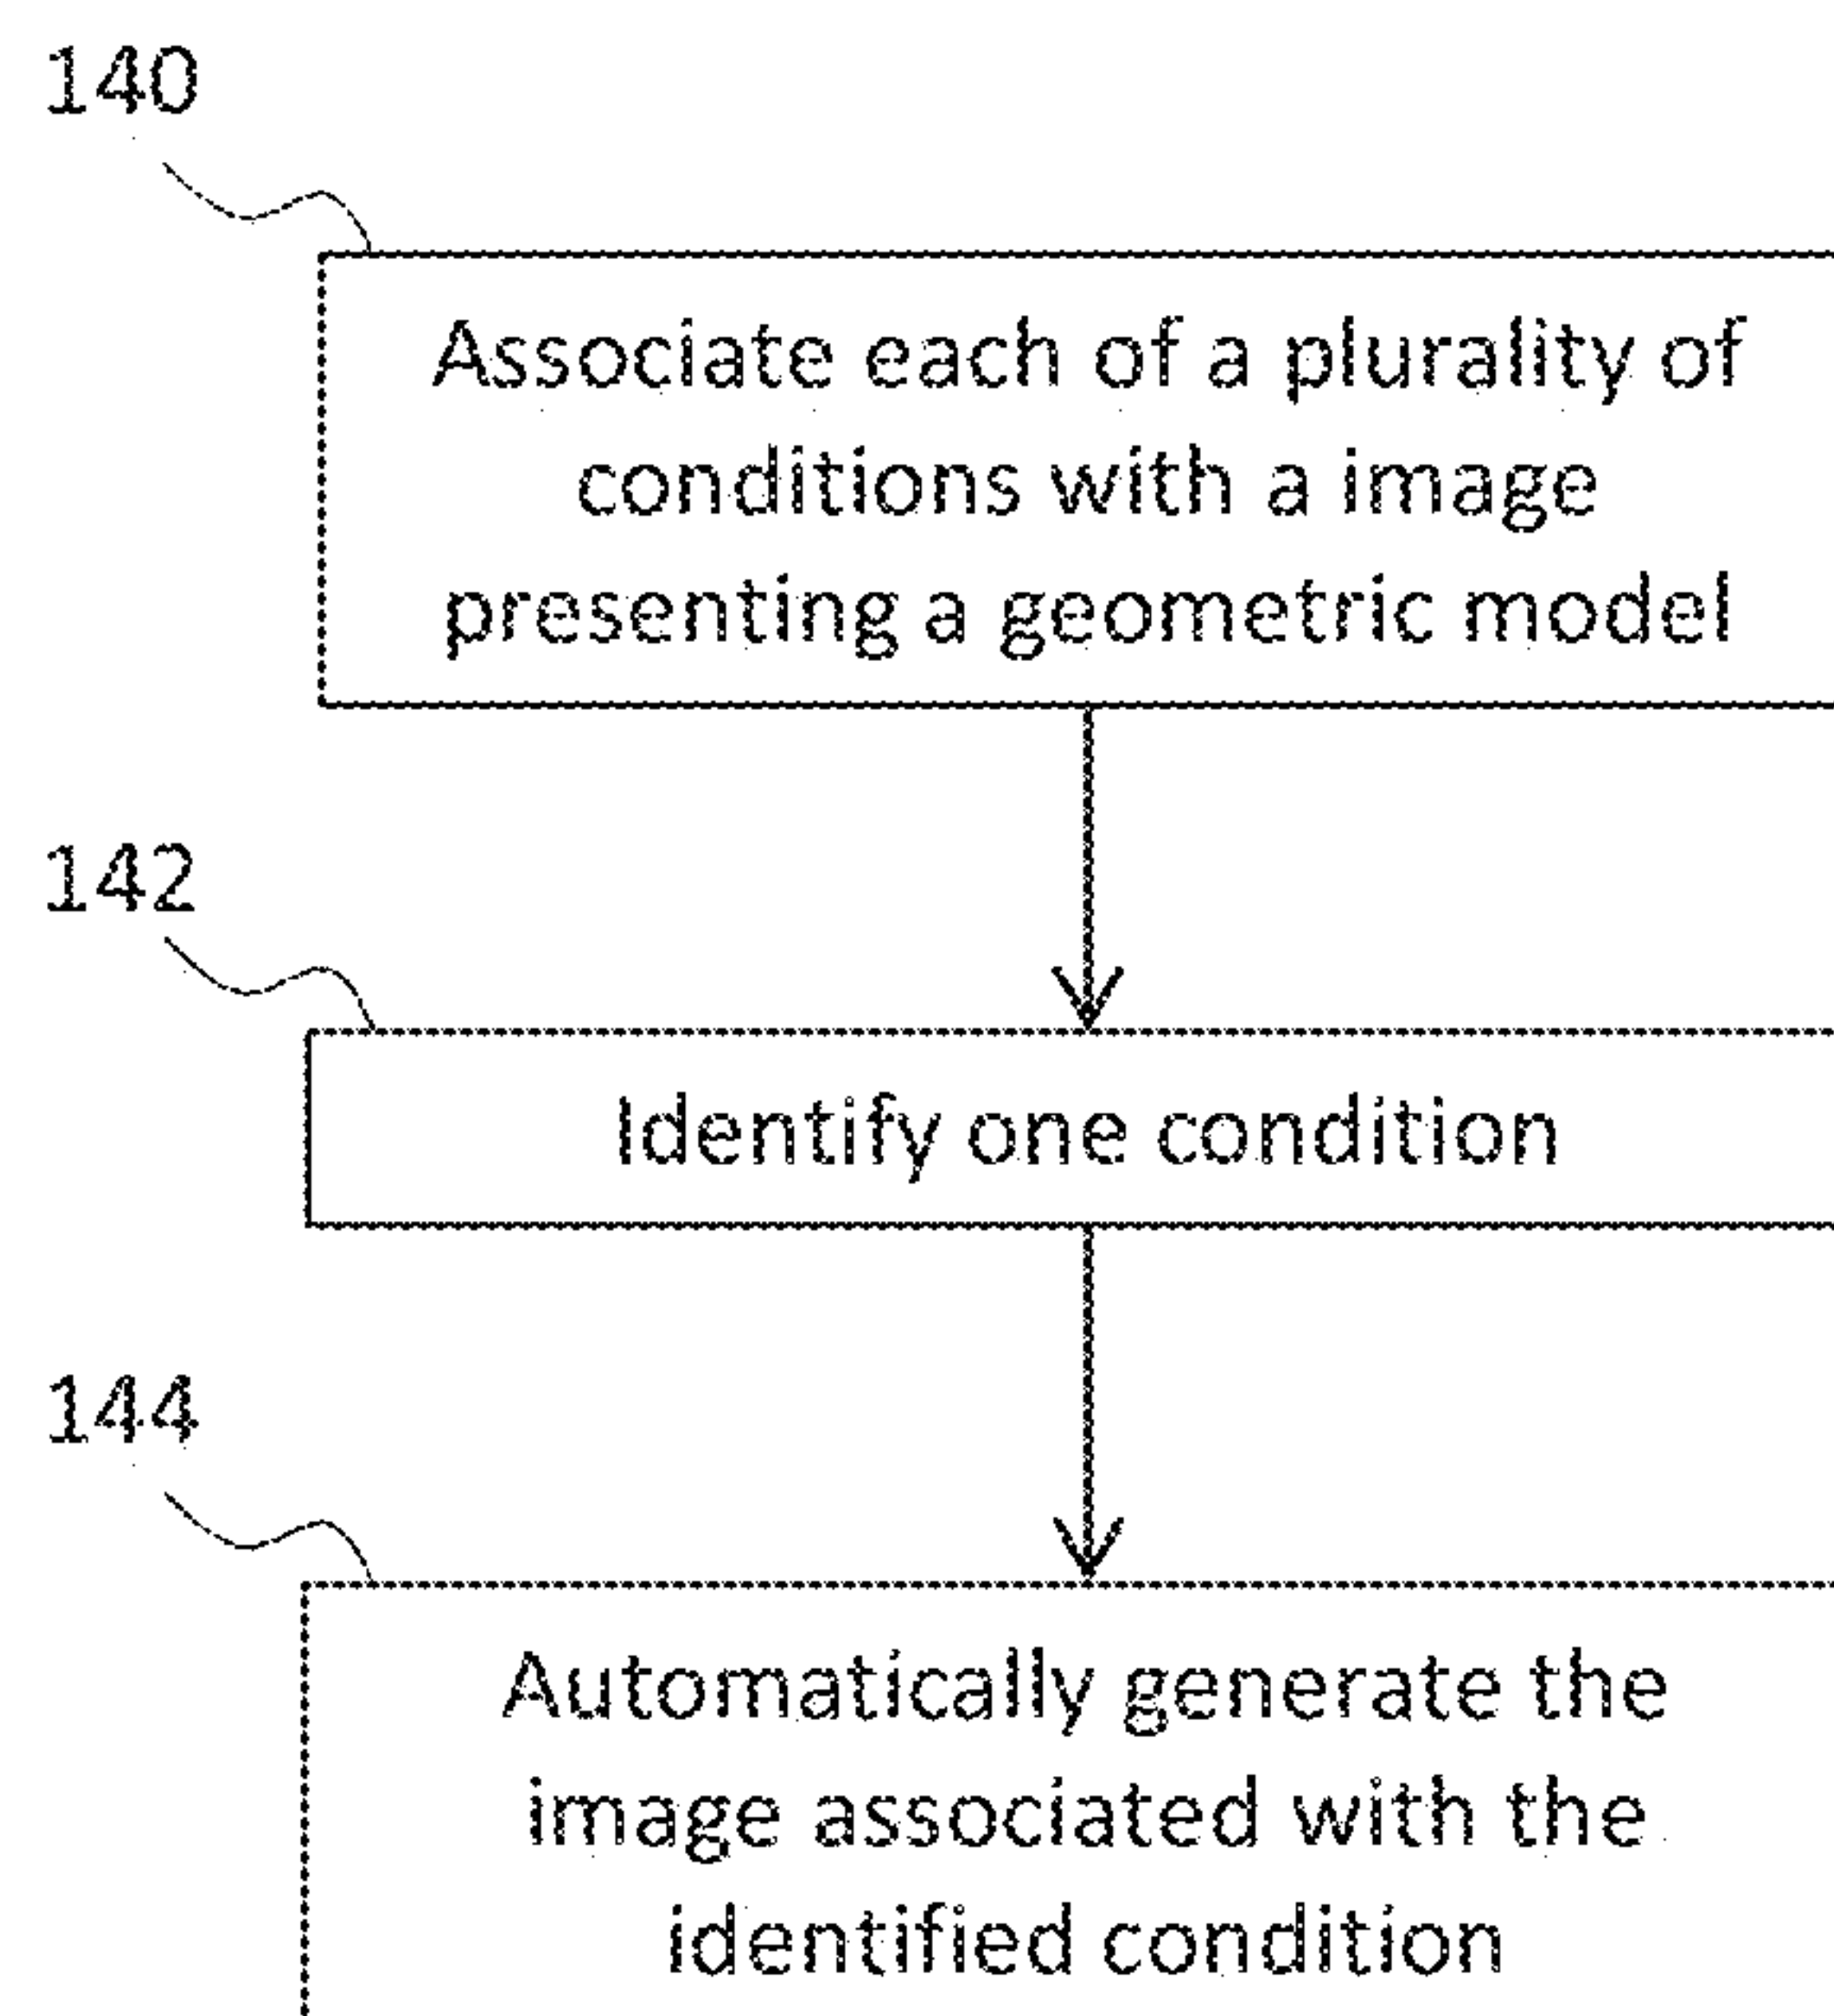 140
Associate each of a plurality of
conditions with a image
presenting a geometric model
142
Identify one condition
144
Automatically generate the
image associated with the
identified condition